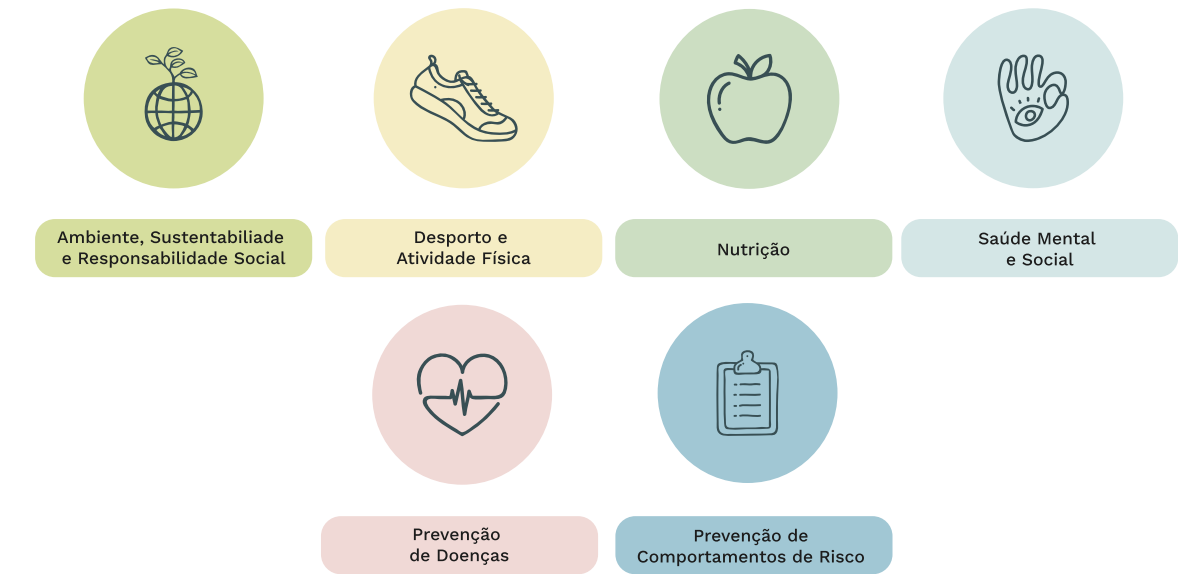 Ambiente, Sustentabiliade
e Responsabilidade Social
Desporto e
Atividade Física
Nutrição
Saúde Mental
e Social
Prevenção
de Doenças
Prevenção de
Comportamentos de Risco